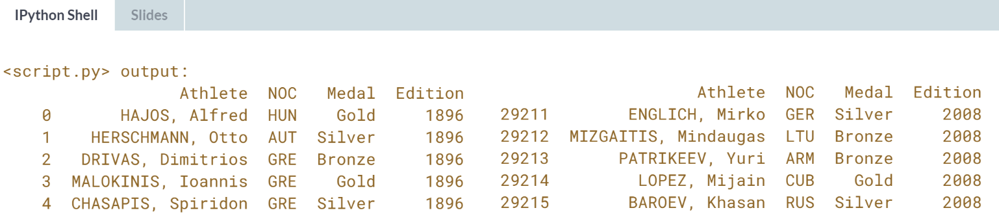 IPython Shell Slides
<script.py> output:
Athlete NOC Medal Edition
0 HAJOS, Alfred HUN Gold 1896
1 HERSCHMANN, Otto AUT Silver 1896
2 DRIVAS, Dimitrios GRE Bronze 1896
3 MALOKINIS, Ioannis GRE Gold 1896
4 CHASAPIS, Spiridon GRE Silver 1896
Athlete NOC Medal Edition
29211 ENGLICH, Mirko GER Silver 2008
29212 MIZGAITIS, Mindaugas LTU Bronze 2008
29213 PATRIKEEV, Yuri ARM Bronze 2008
29214 LOPEZ, Mijain CUB Gold 2008
29215 BAROEV, Khasan RUS Silver 2008